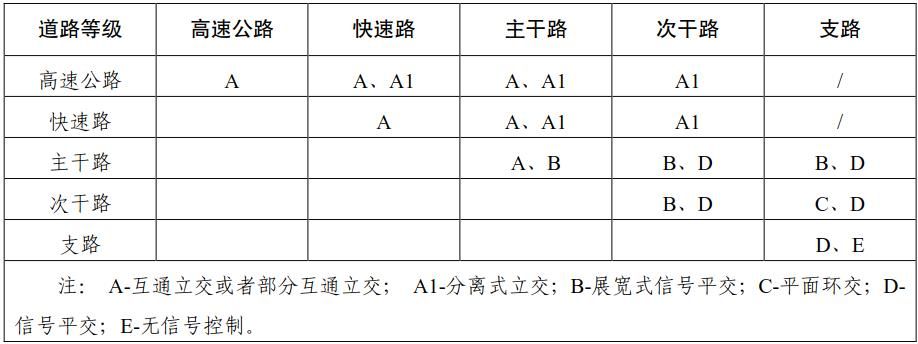 道路等级 高速公路 快速路 主干路 次干路 支路
高速公路 A A、A1 A、A1 A1 /
快速路 A A、A1 A1 /
主干路 A、B B、D B、D
次干路 B、D C、D
支路 D、E
注： A-互通立交或者部分互通立交； A1-分离式立交；B-展宽式信号平交；C-平面环交；D-
信号平交；E-无信号控制。